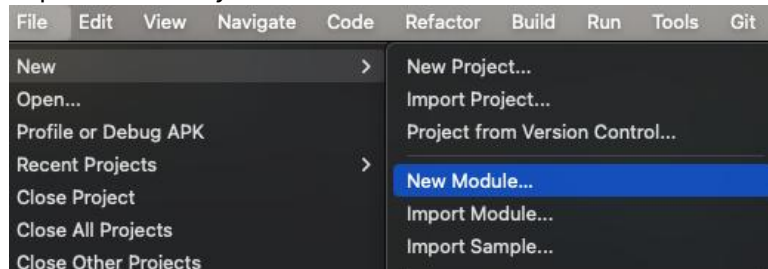 File Edit View Navigate Code Refactor Build Run Tools Git
New >
Open...
Profile or Debug APK
Recent Projects >
Close Project
Close All Projects
Close Other Projects
New Project...
Import Project...
Project from Version Control...
New Module...
Import Module...
Import Sample...